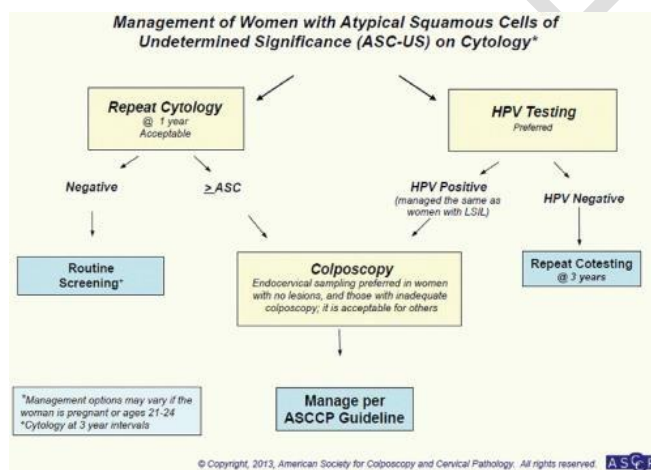 Management of Women with Atypical Squamous Cells of
Undetermined Significance (ASC-US) on Cytology*
Repeat Cytology
@ 1 year
Acceptable
HPV Testing
Preferred
Negative
> ASC
HPV Positive
(managed the same as
women with LSIL)
HPV Negative
Routine
Screening+
Colposcopy
Endocervical sampling preferred in women
with no lesions, and those with inadequate
colposcopy; it is acceptable for others
Repeat Cotesting
@ 3 years
Manage per
ASCCP Guideline
*Management options may vary if the
woman is pregnant or ages 21-24
+Cytology at 3 year intervals
© Copyright, 2013, American Society for Colposcopy and Cervical Pathology. All rights reserved.
ASCCP